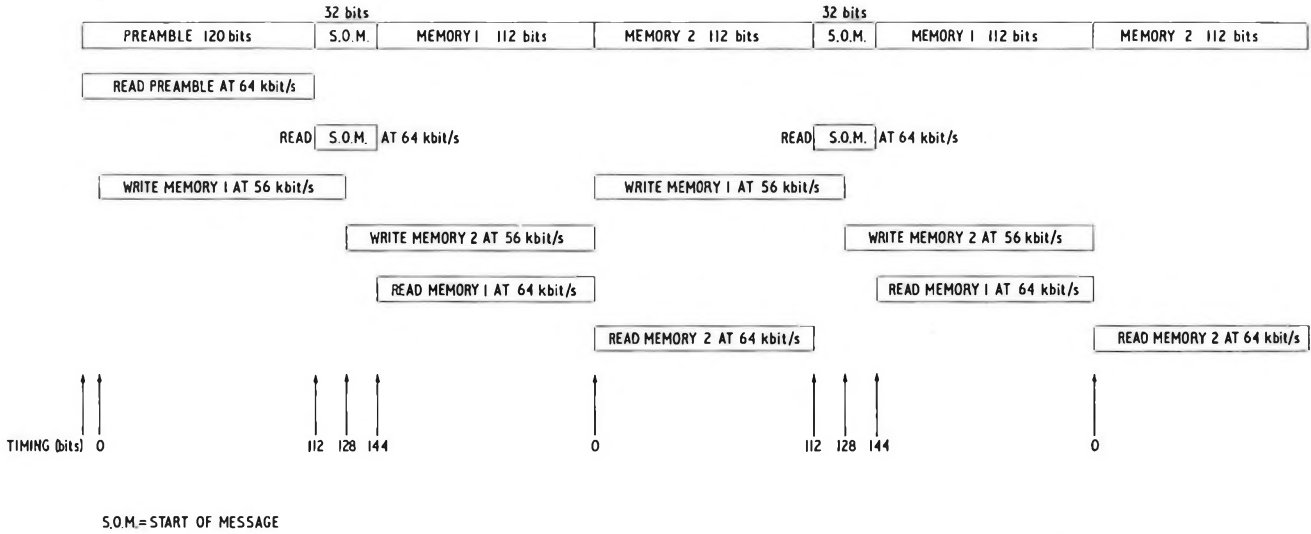 32 bits 32 bits
PREAMBLE 120 bits S.O.M. MEMORY 1 112 bits MEMORY 2 112 bits S.O.M. MEMORY 1 112 bits MEMORY 2 112 bits
READ PREAMBLE AT 64 kbit/s
READ S.O.M. AT 64 kbit/s READ S.O.M. AT 64 kbit/s
WRITE MEMORY 1 AT 56 kbit/s WRITE MEMORY 1 AT 56 kbit/s
WRITE MEMORY 2 AT 56 kbit/s WRITE MEMORY 2 AT 56 kbit/s
READ MEMORY 1 AT 64 kbit/s READ MEMORY 1 AT 64 kbit/s
READ MEMORY 2 AT 64 kbit/s READ MEMORY 2 AT 64 kbit/s
TIMING (bits) 0 112 128 144 0 112 128 144 0
S.O.M.= START OF MESSAGE